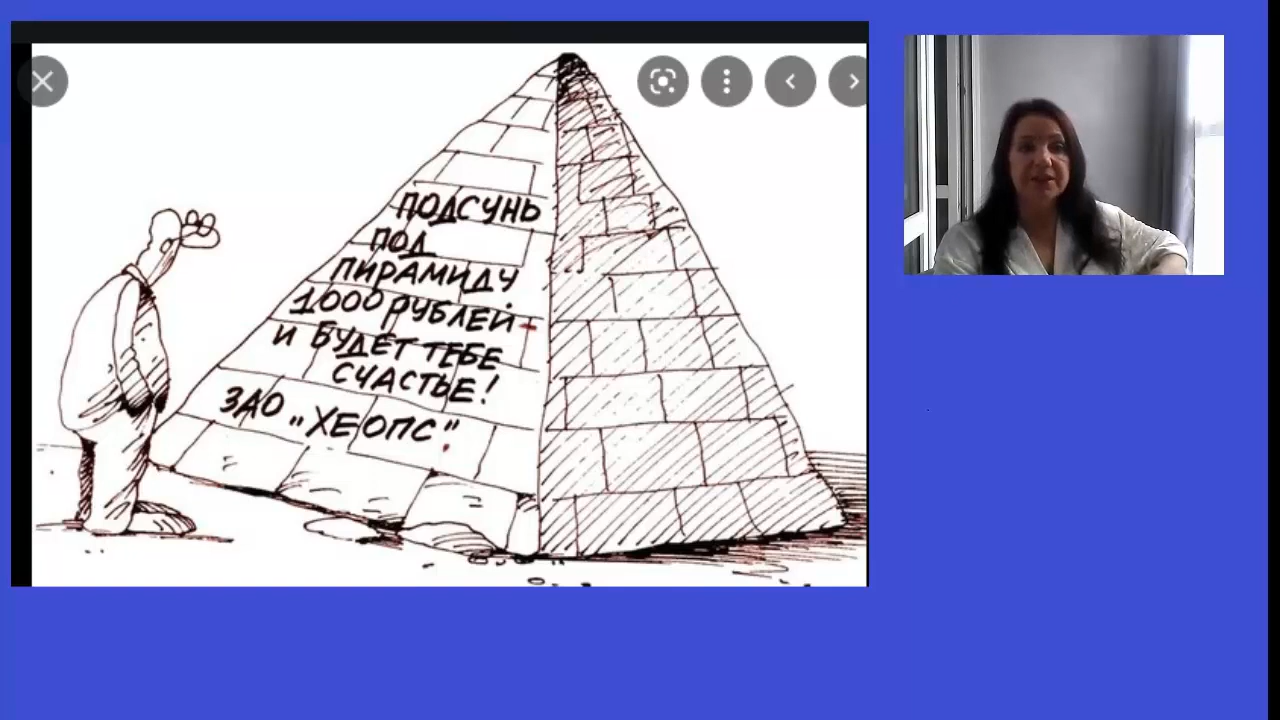 ПОДСУНЬ
ПОД
ПИРАМИДУ
1000 РУБЛЕЙ -
И БУДЕТ ТЕБЕ
СЧАСТЬЕ!
ЗАО „ХЕОПС"